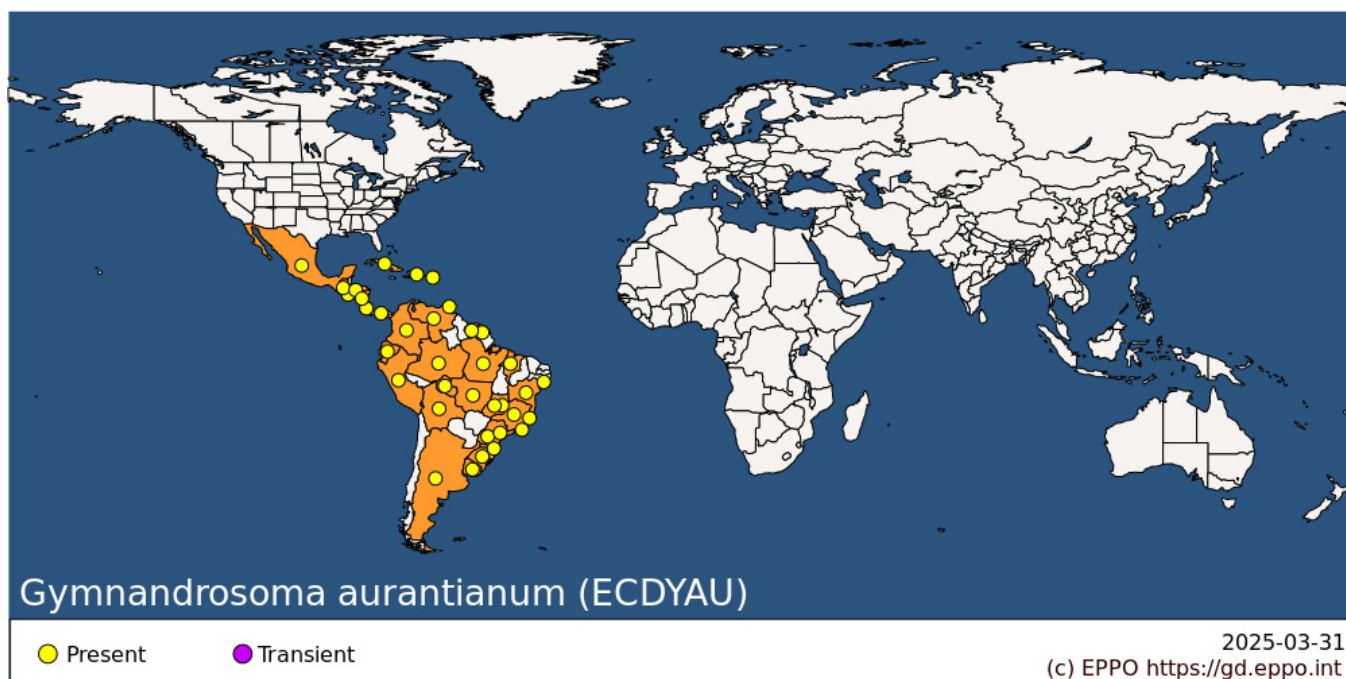 Gymnandrosoma aurantianum (ECDYAU)
Present
Transient
2025-03-31
(c) EPPO https://gd.eppo.int